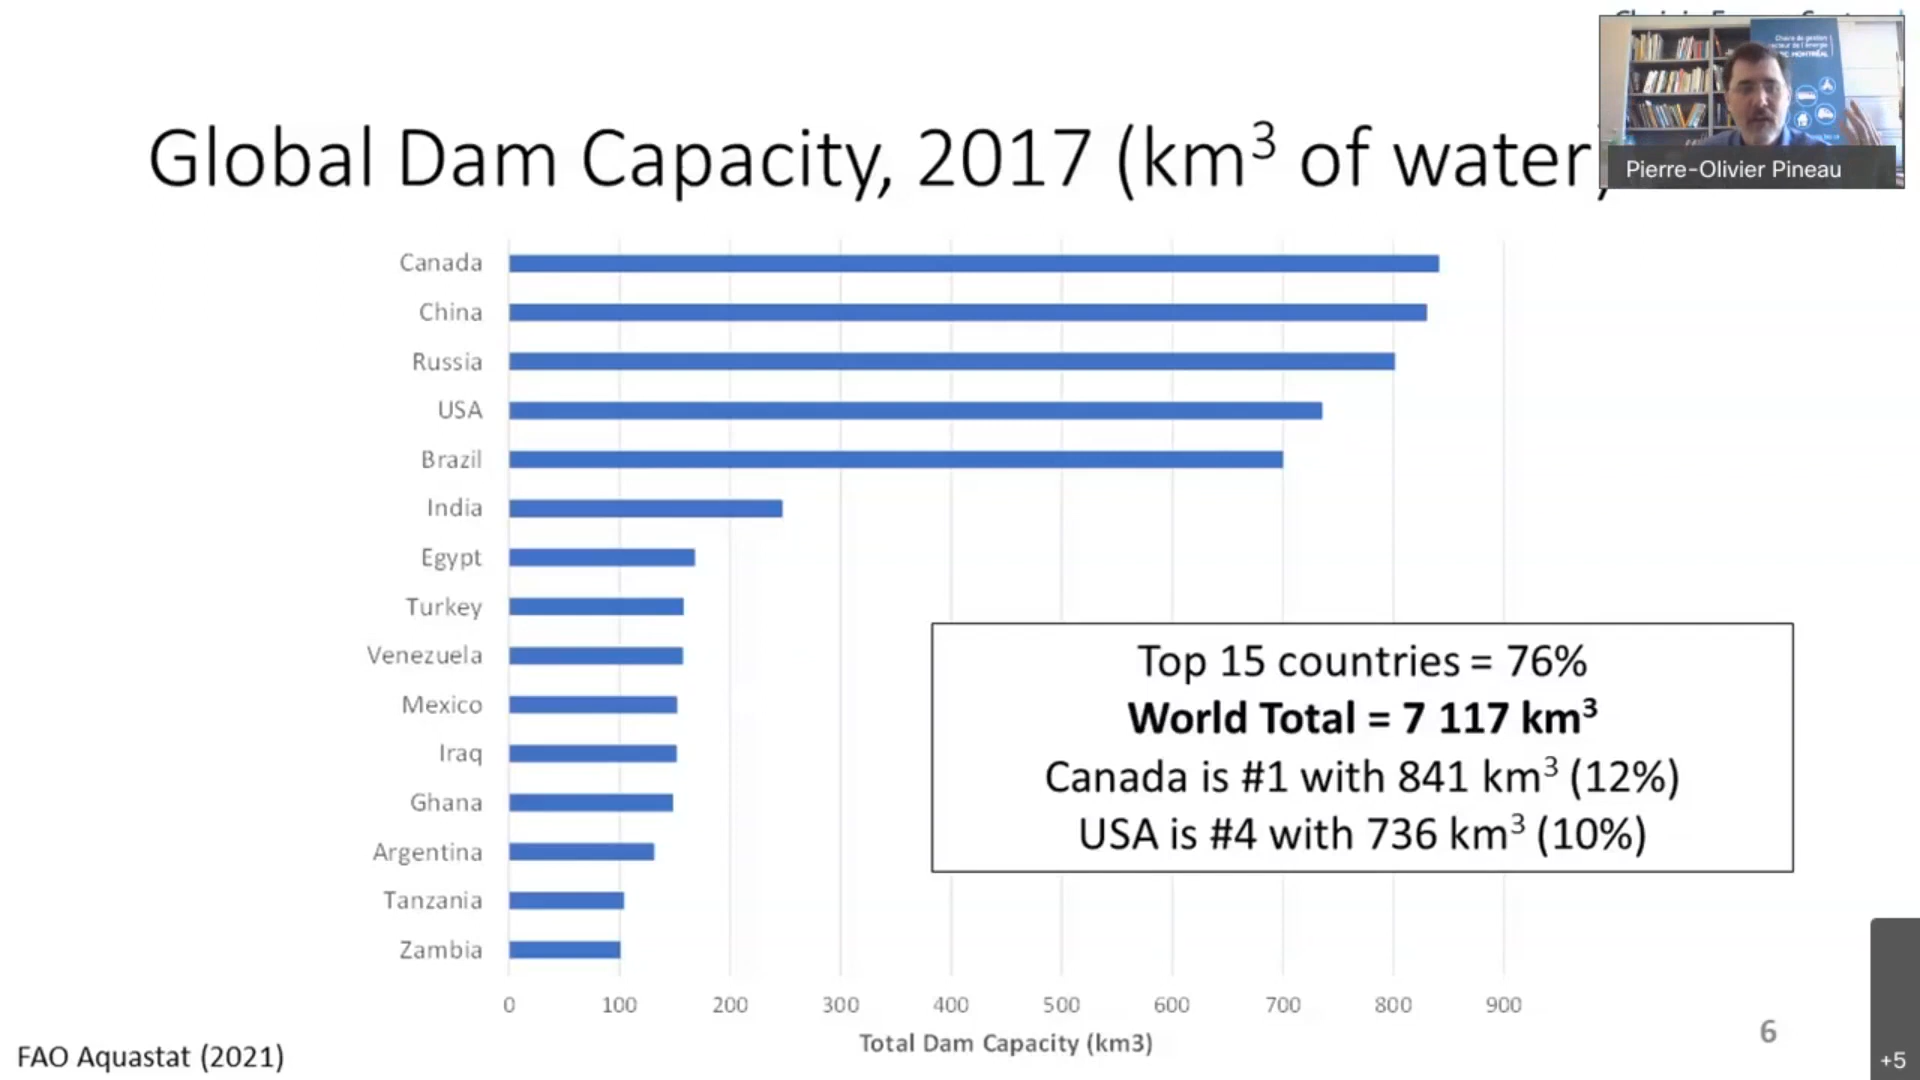 Global Dam Capacity, 2017 (km³ of water)
Pierre-Olivier Pineau
Canada
China
Russia
USA
Brazil
India
Egypt
Turkey
Venezuela
Mexico
Iraq
Ghana
Argentina
Tanzania
Zambia
0 100 200 300 400 500 600 700 800 900
Total Dam Capacity (km3)
Top 15 countries = 76%
World Total = 7 117 km³
Canada is #1 with 841 km³ (12%)
USA is #4 with 736 km³ (10%)
FAO Aquastat (2021)
6
+5